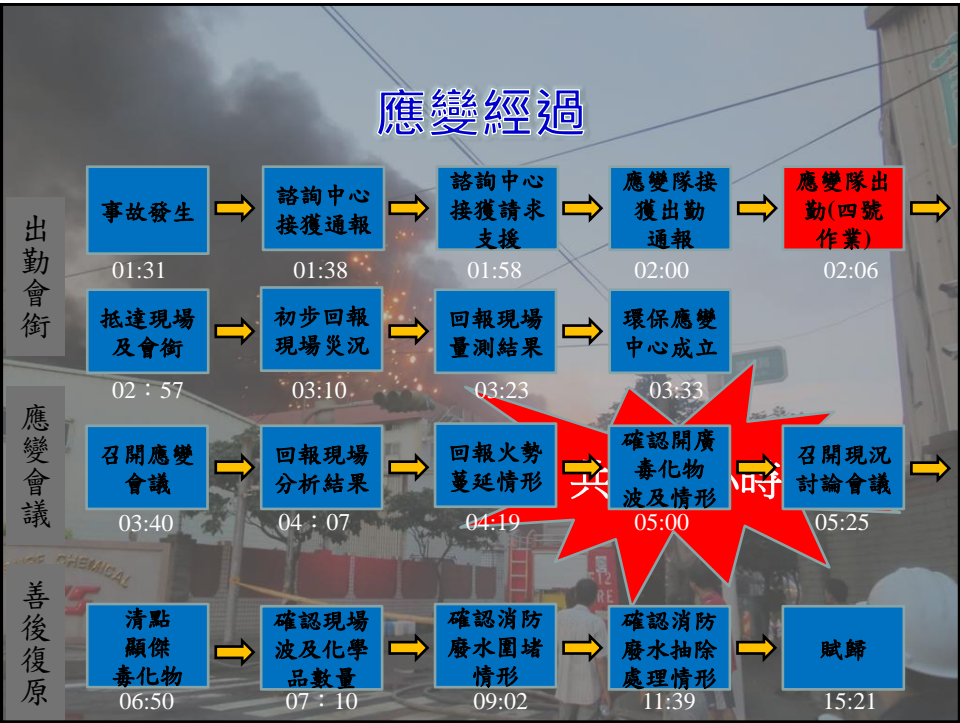 應變經過
出勤會銜
事故發生
01:31
諮詢中心
接獲通報
01:38
諮詢中心
接獲請求
支援
01:58
應變隊接
獲出勤
通報
02:00
應變隊出
勤(四號
作業)
02:06
抵達現場
及會銜
02：57
初步回報
現場災況
03:10
回報現場
量測結果
03:23
環保應變
中心成立
03:33
應變會議
召開應變
會議
03:40
回報現場
分析結果
04：07
回報火勢
蔓延情形
04:19
共
時
確認開廣
毒化物
波及情形
05:00
召開現況
討論會議
05:25
善後復原
清點
顯傑
毒化物
06:50
確認現場
波及化學
品數量
07：10
確認消防
廢水圍堵
情形
09:02
確認消防
廢水抽除
處理情形
11:39
賦歸
15:21
CHEMICAL